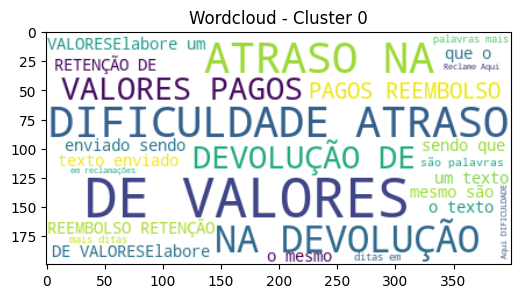 Wordcloud - Cluster 0
VALORESElabore um
ATRASO NA
palavras mais
que o
RETENÇÃO DE
Reclame Aqui
VALORES PAGOS
PAGOS REEMBOLSO
DIFICULDADE ATRASO
enviado sendo
DEVOLUÇÃO DE
sendo que
texto enviado
são palavras
em reclamações
DE VALORES
um texto
mesmo são
o texto
Aqui DIFICULDADE
REEMBOLSO RETENÇÃO
NA DEVOLUÇÃO
mais ditas
DE VALORESElabore
o mesmo
ditas em
0
25
50
75
100
125
150
175
0 50 100 150 200 250 300 350